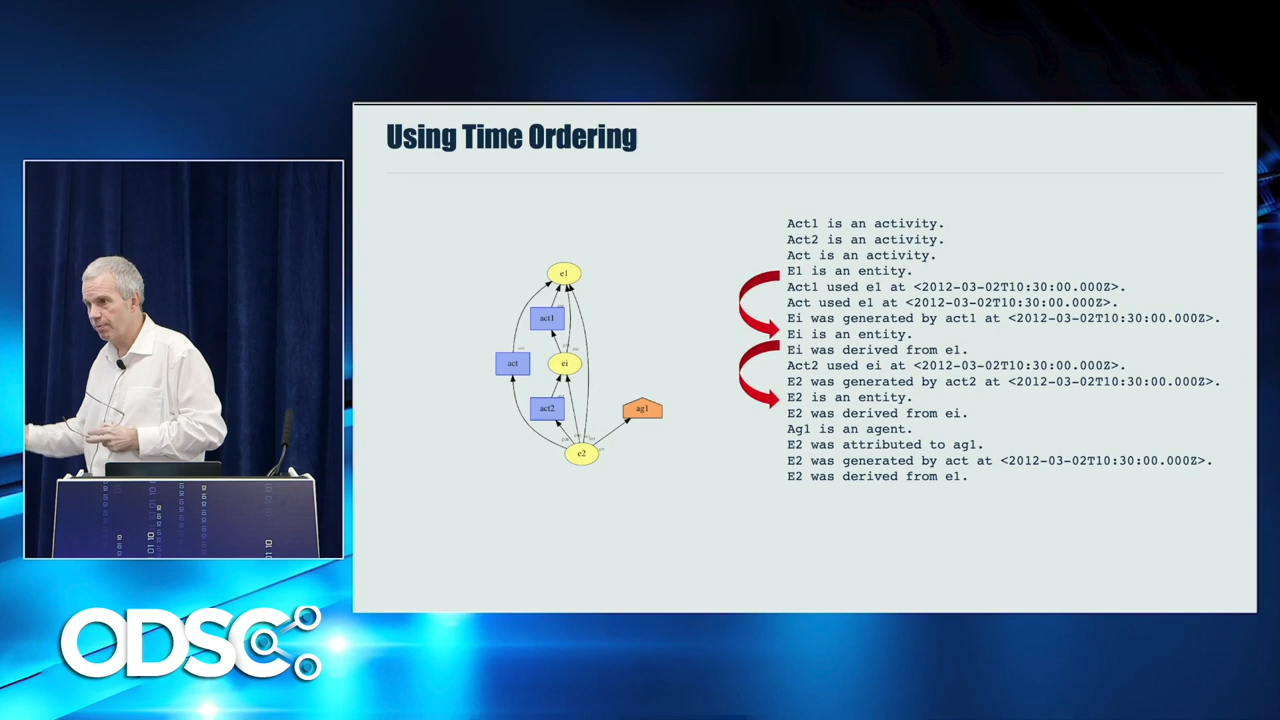 Using Time Ordering
Act1 is an activity.
Act2 is an activity.
Act is an activity.
E1 is an entity.
Act1 used e1 at <2012-03-02T10:30:00.000Z>.
Act used e1 at <2012-03-02T10:30:00.000Z>.
Ei was generated by act1 at <2012-03-02T10:30:00.000Z>.
Ei is an entity.
Ei was derived from e1.
Act2 used ei at <2012-03-02T10:30:00.000Z>.
E2 was generated by act2 at <2012-03-02T10:30:00.000Z>.
E2 is an entity.
E2 was derived from ei.
Ag1 is an agent.
E2 was attributed to ag1.
E2 was generated by act at <2012-03-02T10:30:00.000Z>.
E2 was derived from e1.
e1
act1
act
ei
act2
ag1
e2
ODSC